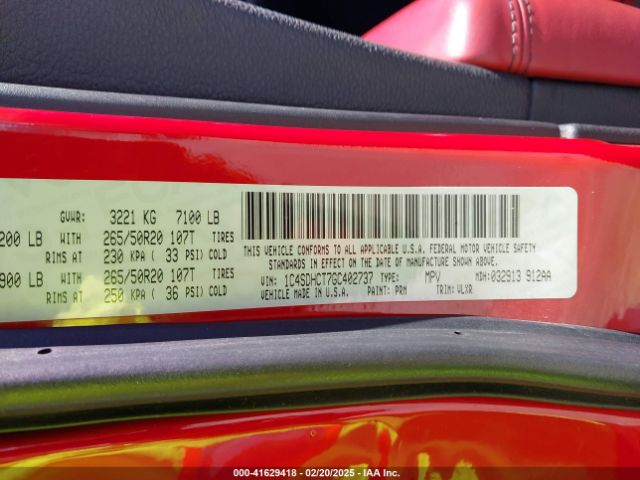 GVWR: 3221 KG 7100 LB
200 LB WITH 265/50R20 107T TIRES
RIMS AT 230 KPA ( 33 PSI) COLD
900 LB WITH 265/50R20 107T TIRES
RIMS AT 250 KPA ( 36 PSI) COLD
THIS VEHICLE CONFORMS TO ALL APPLICABLE U.S.A. FEDERAL MOTOR VEHICLE SAFETY
STANDARDS IN EFFECT ON THE DATE OF MANUFACTURE SHOWN ABOVE.
VIN: 1C4SDHCT7GC402737 TYPE: MPV MDH:032913 912AA
VEHICLE MADE IN U.S.A. PAINT: PRM TRIM: VLXR
000-41629418 - 02/20/2025 - IAA Inc.